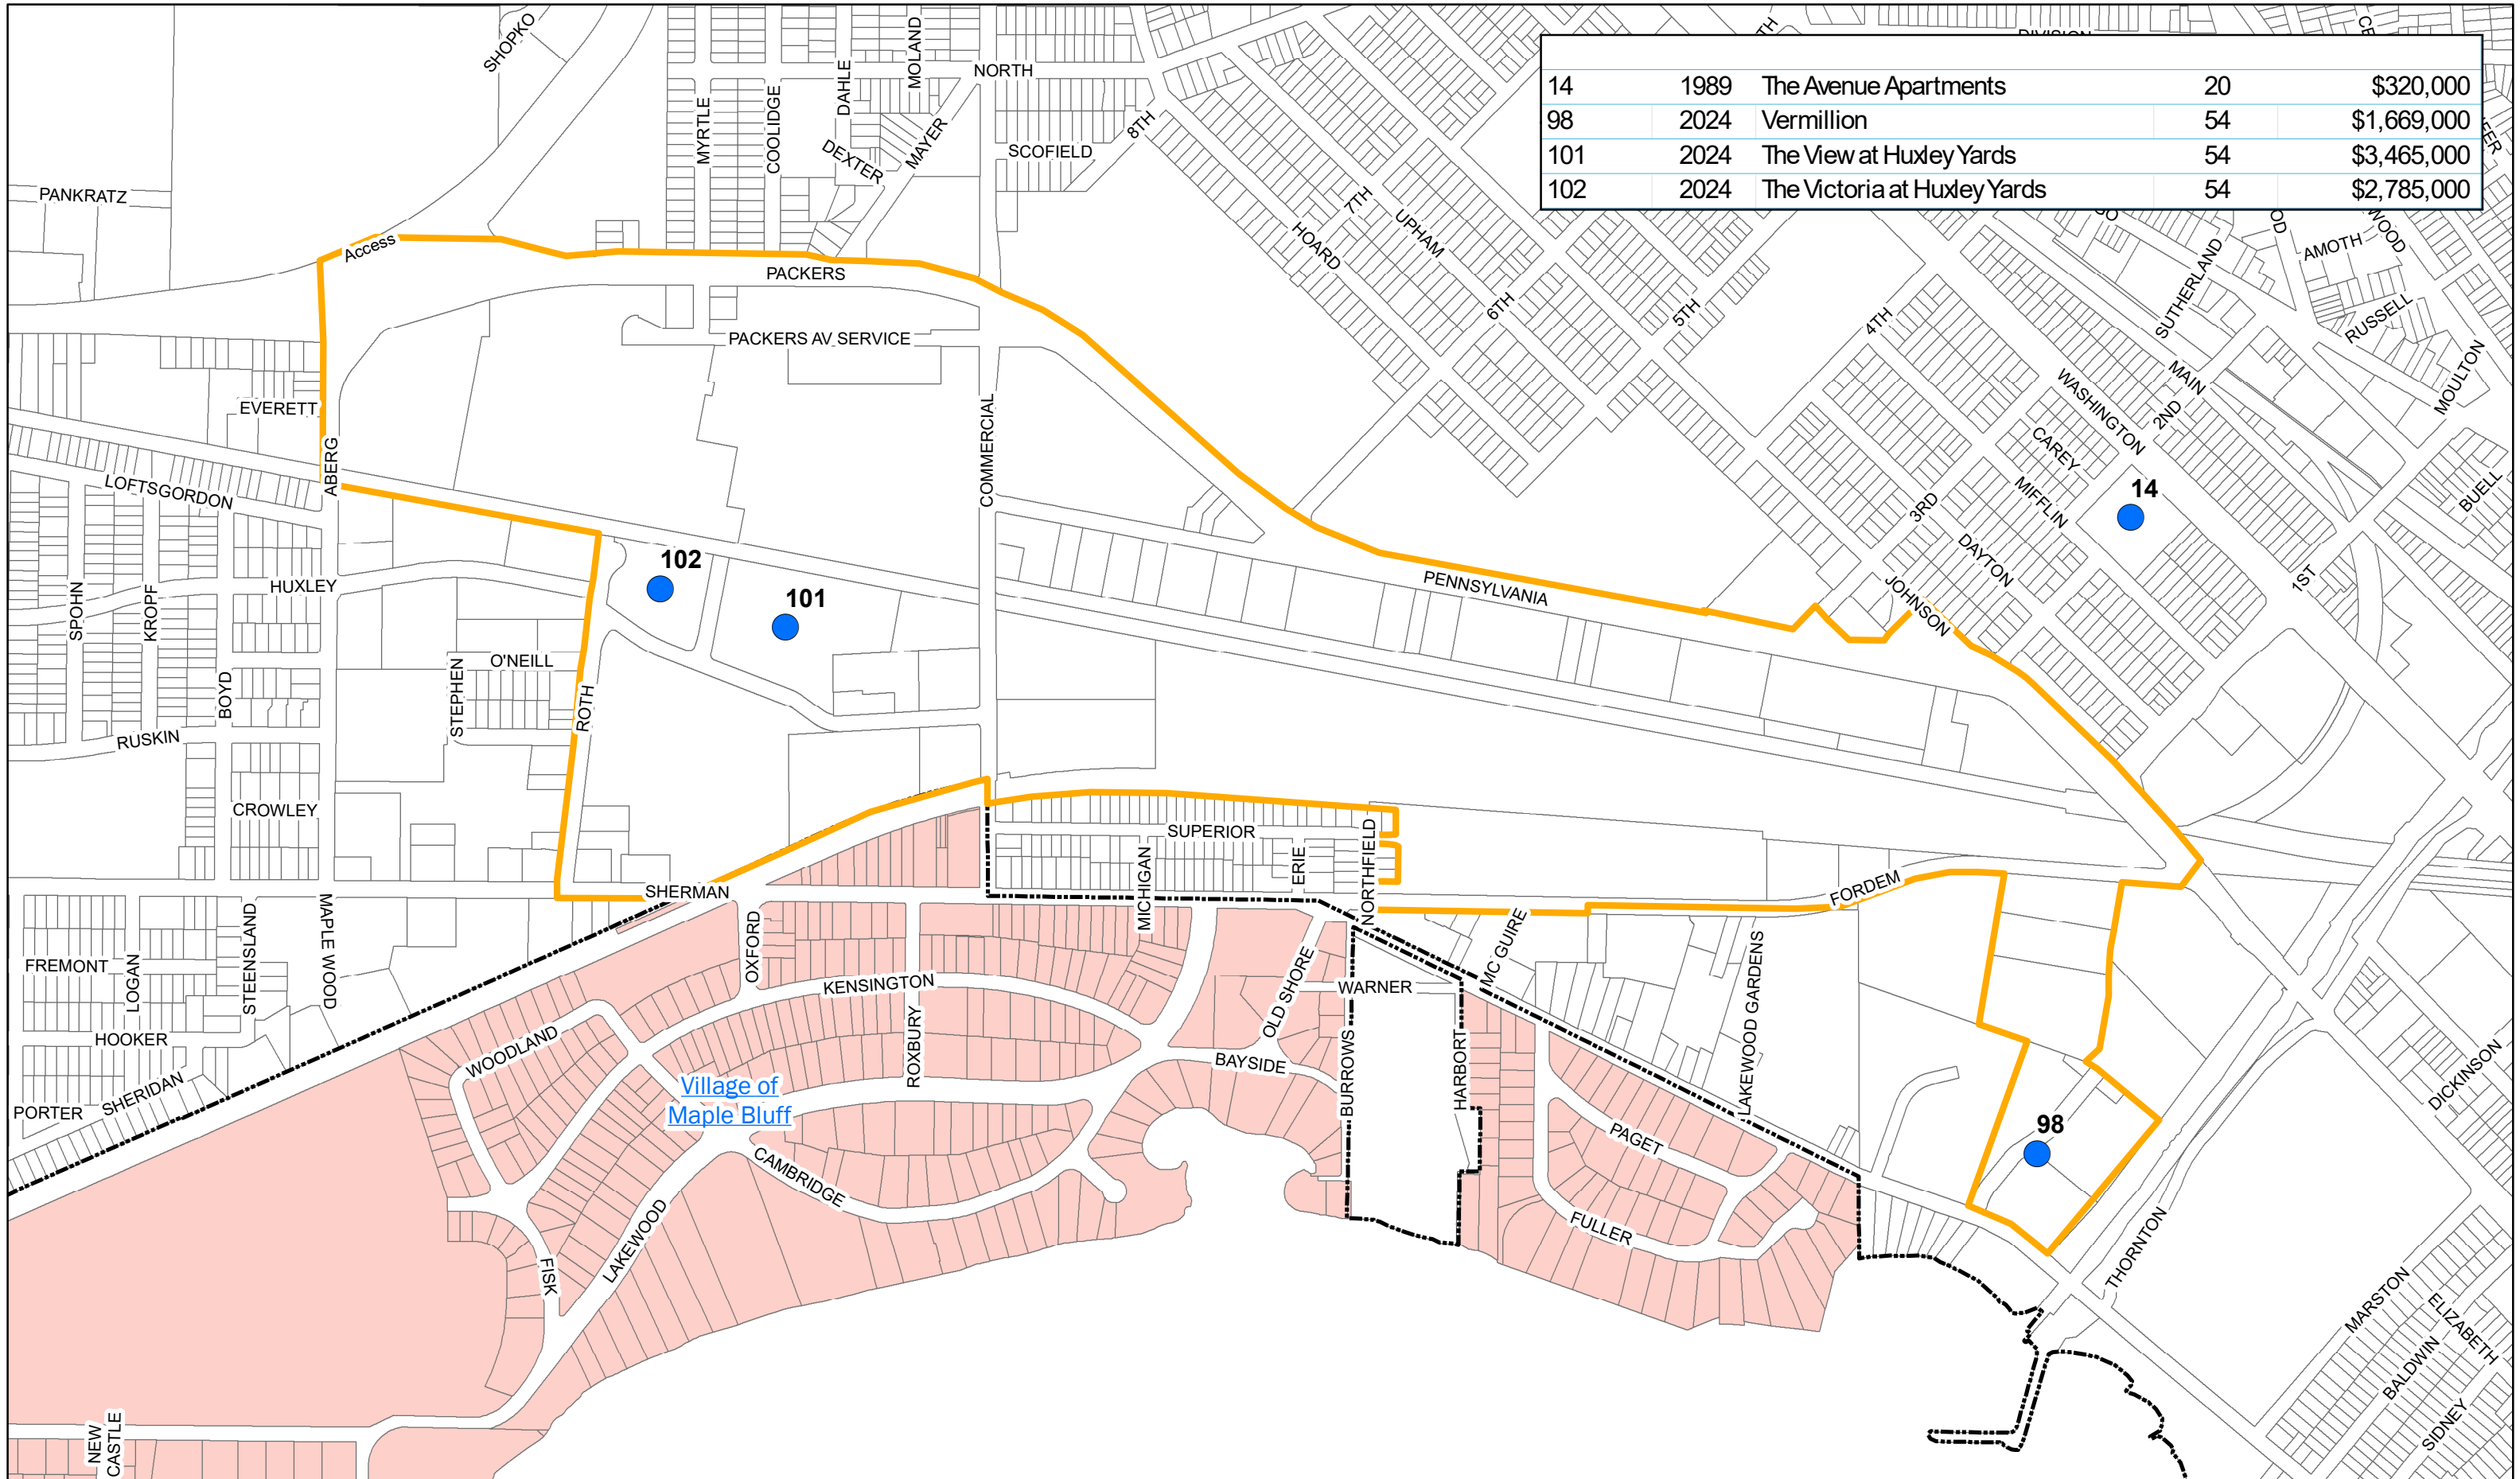 14 1989 The Avenue Apartments 20 $320,000
98 2024 Vermillion 54 $1,669,000
101 2024 The View at Huxley Yards 54 $3,465,000
102 2024 The Victoria at Huxley Yards 54 $2,785,000
SHOPKO
MOLAND
DAHLE
NORTH
MYRTLE
COOLIDGE
DEXTER
MAYER
SCOFIELD
8TH
TH
PANKRATZ
Access
PACKERS
7TH
UPHAM
HOARD
AMOTH
SUTHERLAND
WOOD
RUSSELL
PACKERS AV SERVICE
6TH
5TH
4TH
MAIN
MOULTON
EVERETT
WASHINGTON
2ND
CAREY
ABERG
COMMERCIAL
LOFTSGORDON
MIFFLIN
14
BUELL
3RD
DAYTON
102
101
HUXLEY
PENNSYLVANIA
JOHNSON
1ST
SPOHN
KROPF
O'NEILL
STEPHEN
BOYD
ROTH
RUSKIN
CROWLEY
SUPERIOR
MICHIGAN
ERIE
NORTHFIELD
SHERMAN
FORDEM
MAPLE WOOD
STEENSLAND
FREMONT
LOGAN
OXFORD
KENSINGTON
OLD SHORE
WARNER
MC GUIRE
LAKEWOOD GARDENS
HOOKER
WOODLAND
ROXBURY
BAYSIDE
BURROWS
HARBORT
PORTER
SHERIDAN
Village of
Maple Bluff
PAGET
98
DICKINSON
CAMBRIDGE
LAKEWOOD
FULLER
FISK
THORNTON
MARSTON
ELIZABETH
BALDWIN
SIDNEY
NEW
CASTLE